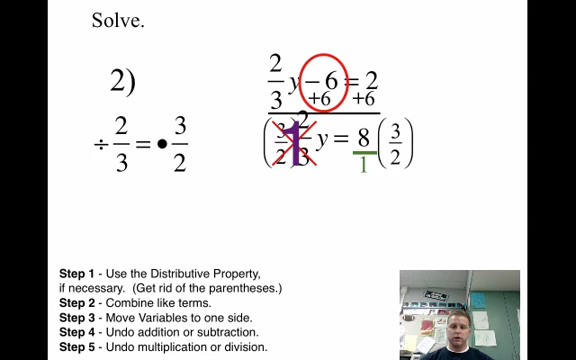 Solve.
2)
2/3 y − 6 = 2
+6 +6
÷ 2/3 = • 3/2
(3/2) 2/3 1 y = 8/1 (3/2)
Step 1 - Use the Distributive Property,
if necessary. (Get rid of the parentheses.)
Step 2 - Combine like terms.
Step 3 - Move Variables to one side.
Step 4 - Undo addition or subtraction.
Step 5 - Undo multiplication or division.